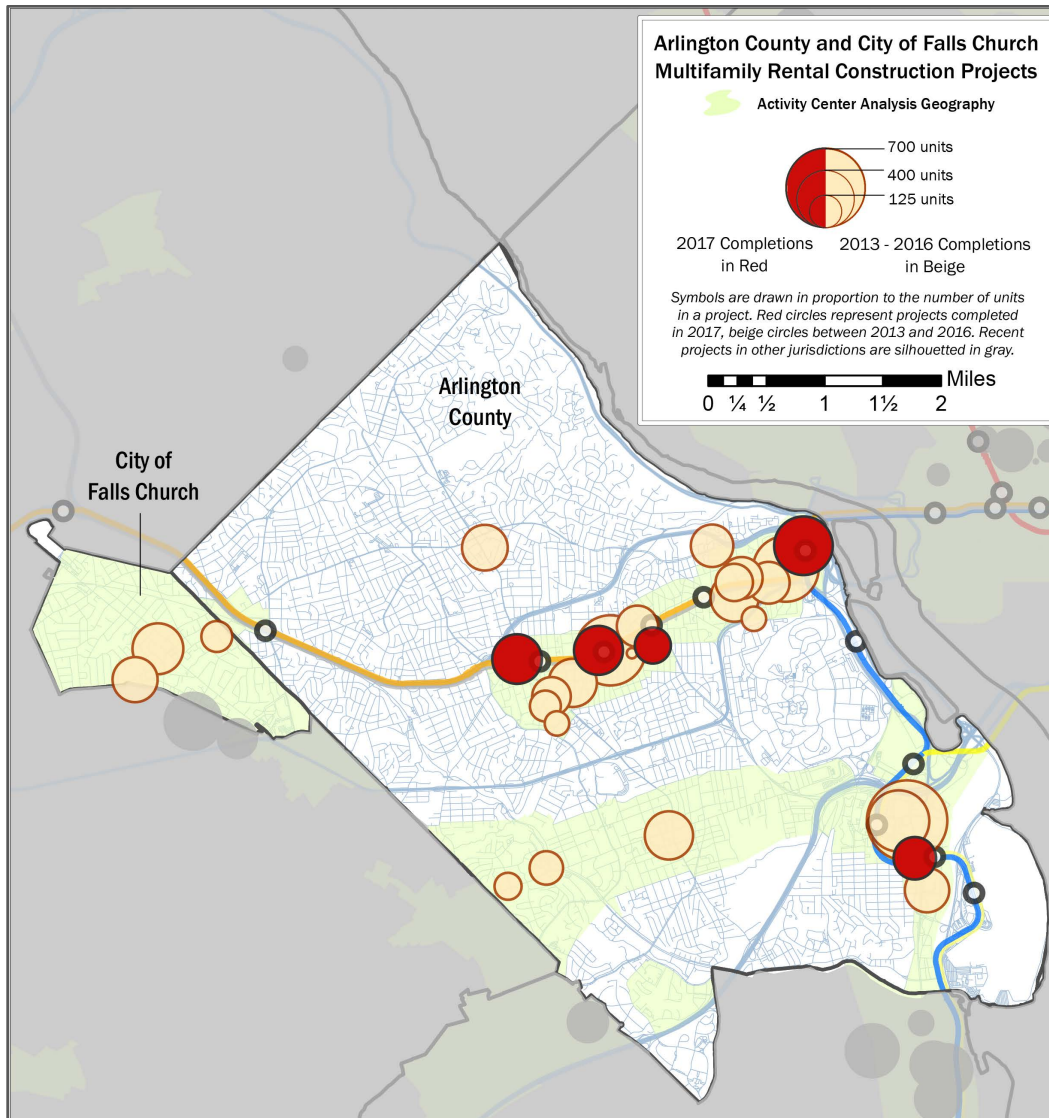 Arlington County and City of Falls Church
Multifamily Rental Construction Projects
Activity Center Analysis Geography
700 units
400 units
125 units
2017 Completions
in Red
2013 - 2016 Completions
in Beige
Symbols are drawn in proportion to the number of units
in a project. Red circles represent projects completed
in 2017, beige circles between 2013 and 2016. Recent
projects in other jurisdictions are silhouetted in gray.
Miles
0 ¼ ½ 1 1½ 2
Arlington
County
City of
Falls Church